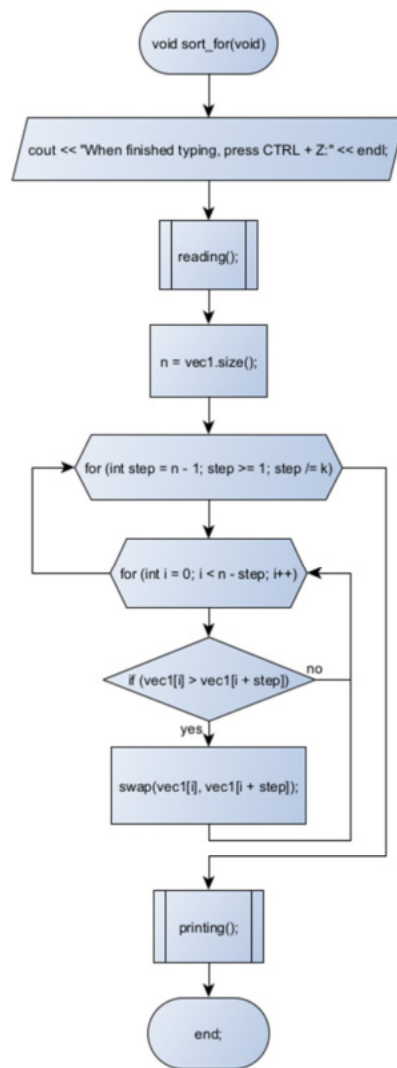 void sort_for(void)
cout << "When finished typing, press CTRL + Z:" << endl;
reading();
n = vec1.size();
for (int step = n - 1; step >= 1; step /= k)
for (int i = 0; i < n - step; i++)
if (vec1[i] > vec1[i + step])
no
yes
swap(vec1[i], vec1[i + step]);
printing();
end;